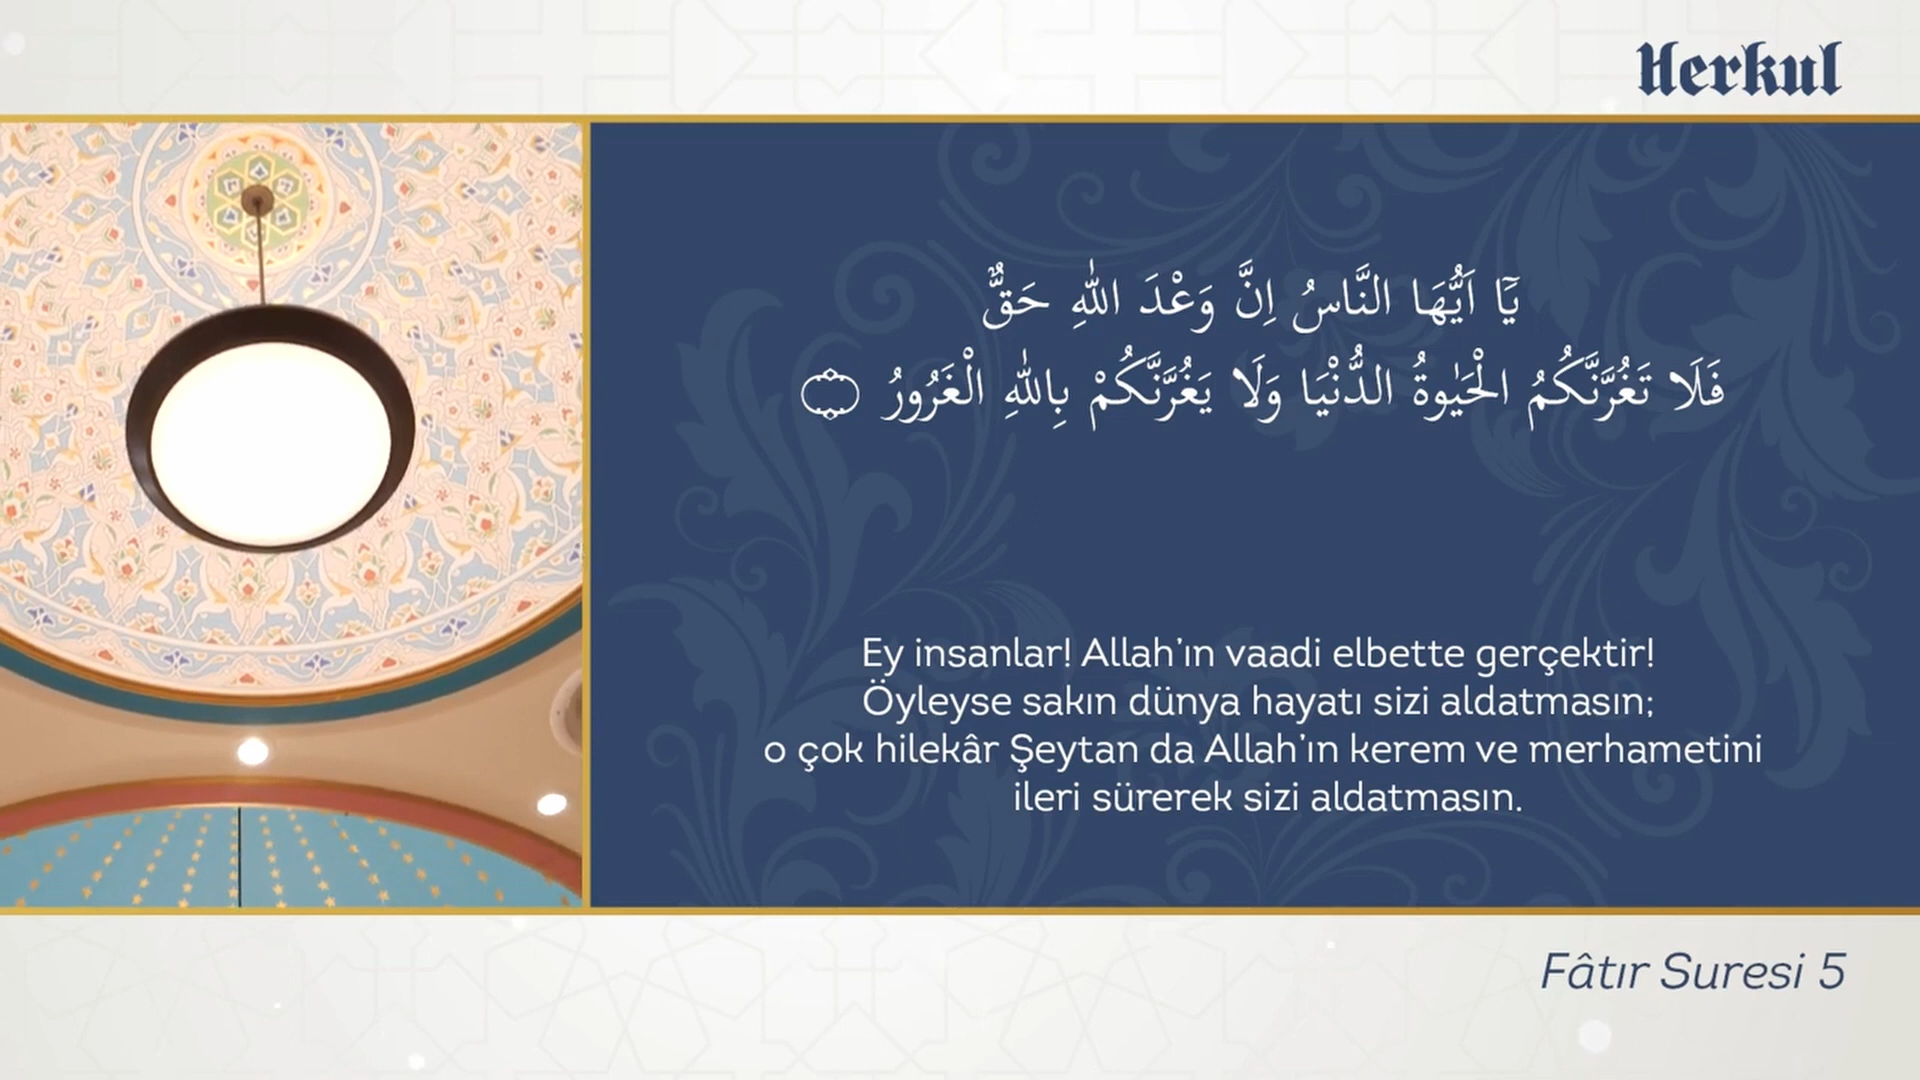 Herkul
يَٓا اَيُّهَا النَّاسُ اِنَّ وَعْدَ اللّٰهِ حَقٌّ
فَلَا تَغُرَّنَّكُمُ الْحَيٰوةُ الدُّنْيَا وَلَا يَغُرَّنَّكُمْ بِاللّٰهِ الْغَرُورُ
Ey insanlar! Allah’ın vaadi elbette gerçektir!
Öyleyse sakın dünya hayatı sizi aldatmasın;
o çok hilekâr Şeytan da Allah’ın kerem ve merhametini
ileri sürerek sizi aldatmasın.
Fâtır Suresi 5